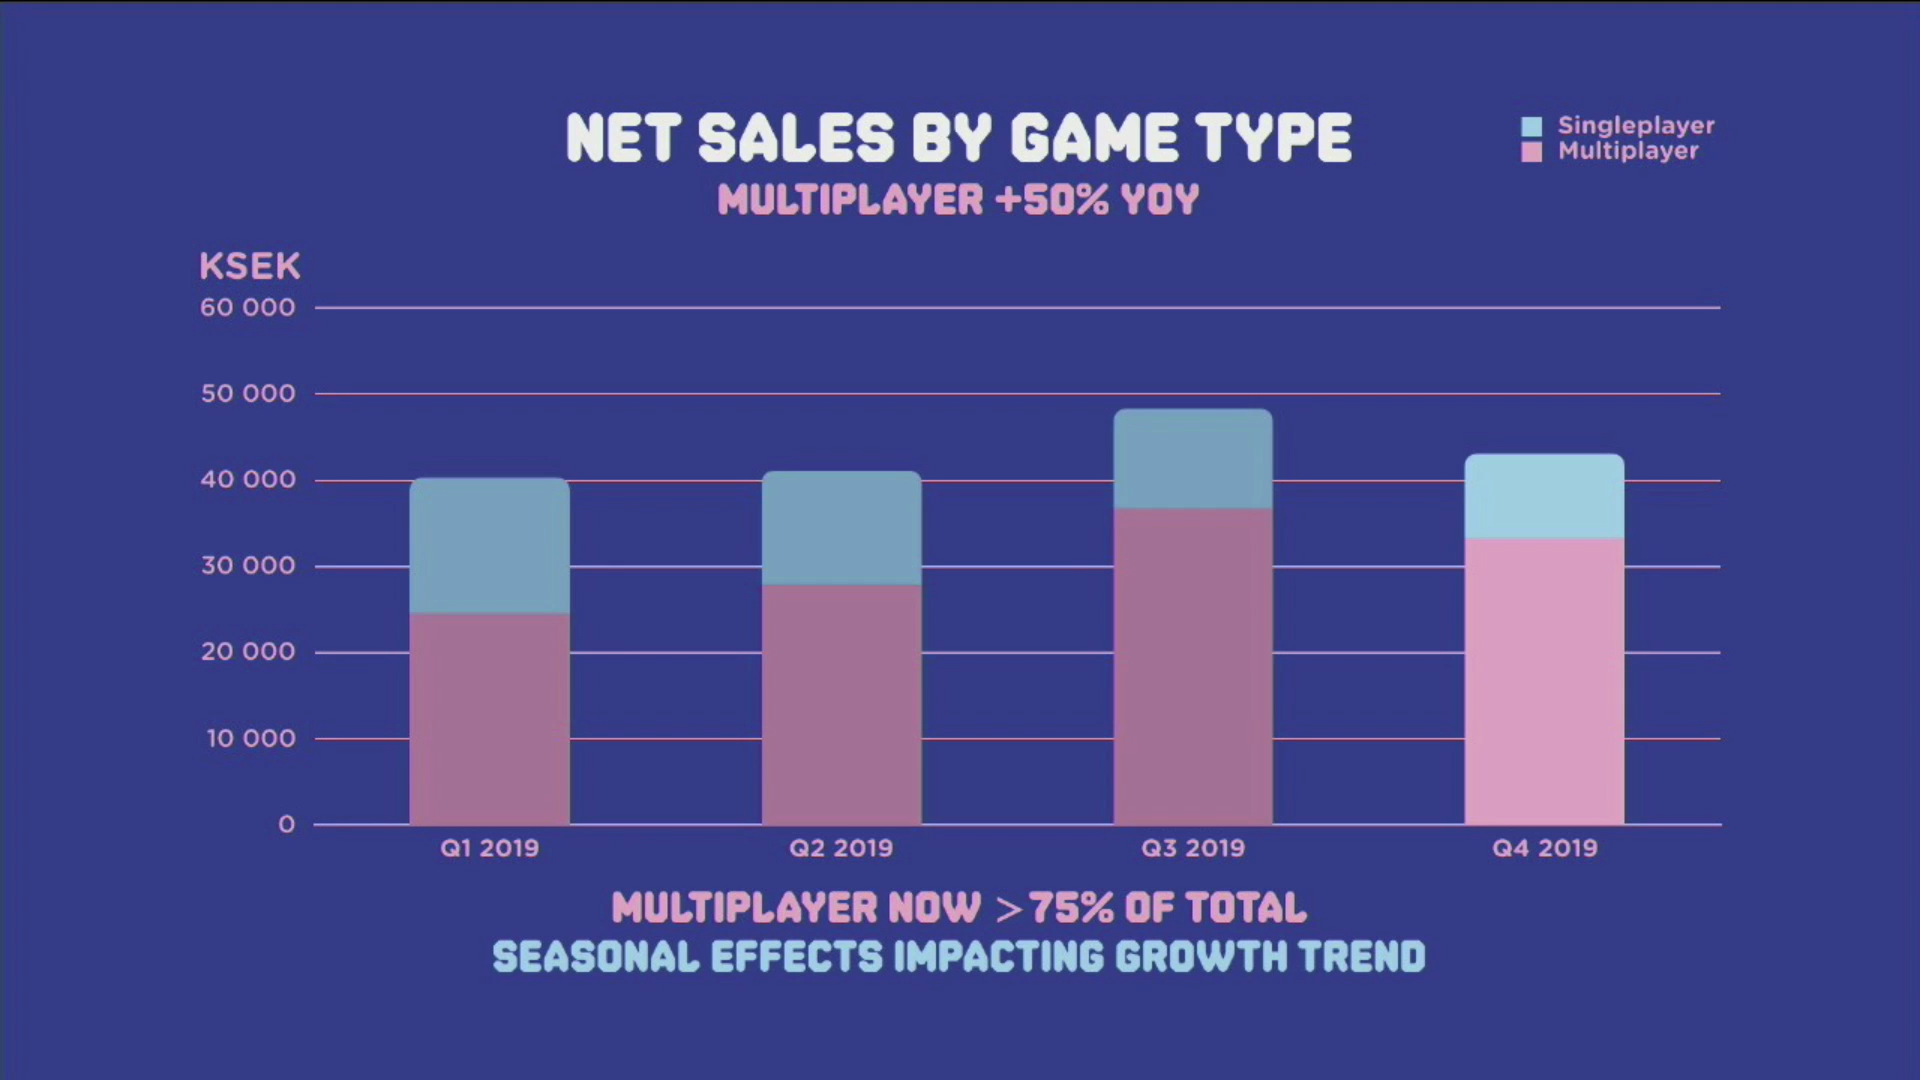 NET SALES BY GAME TYPE
MULTIPLAYER +50% YOY
Singleplayer
Multiplayer
KSEK
60 000
50 000
40 000
30 000
20 000
10 000
0
Q1 2019
Q2 2019
Q3 2019
Q4 2019
MULTIPLAYER NOW > 75% OF TOTAL
SEASONAL EFFECTS IMPACTING GROWTH TREND